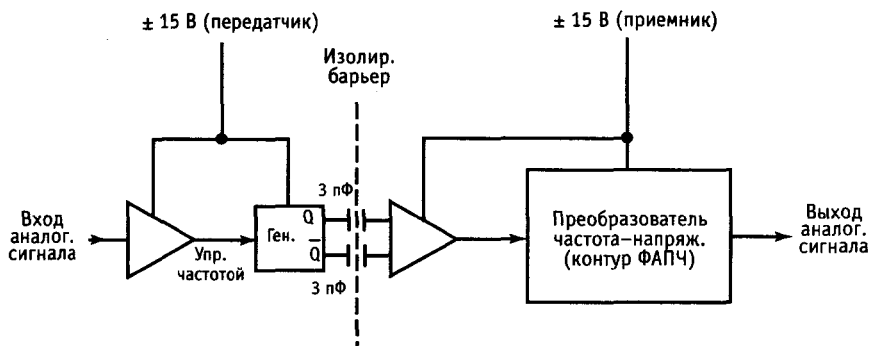 ± 15 В (передатчик)
± 15 В (приемник)
Изолир.
барьер
Вход
аналог.
сигнала
Упр.
частотой
Ген.
Q
Q̅
3 пФ
3 пФ
Преобразователь
частота–напряж.
(контур ФАПЧ)
Выход
аналог.
сигнала